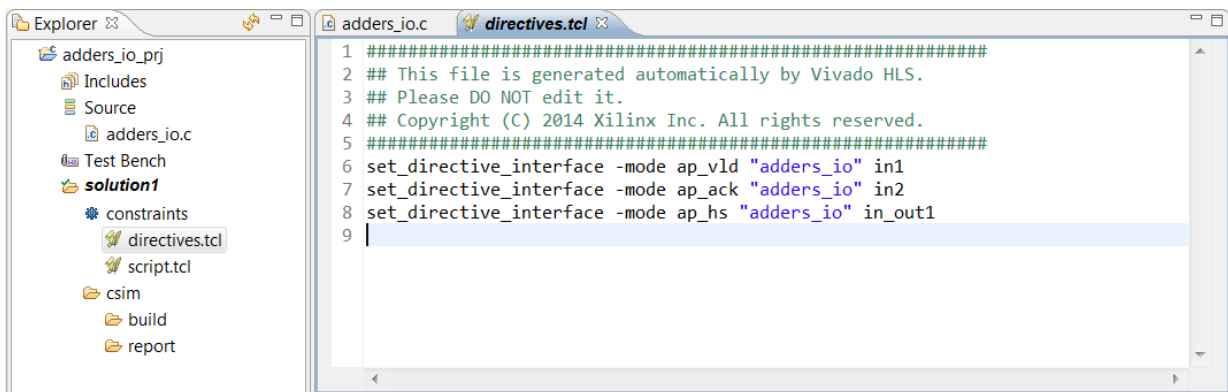 Explorer
adders_io_prj
Includes
Source
adders_io.c
Test Bench
solution1
constraints
directives.tcl
script.tcl
csim
build
report
adders_io.c directives.tcl
1 ###########################################################
2 ## This file is generated automatically by Vivado HLS.
3 ## Please DO NOT edit it.
4 ## Copyright (C) 2014 Xilinx Inc. All rights reserved.
5 ###########################################################
6 set_directive_interface -mode ap_vld "adders_io" in1
7 set_directive_interface -mode ap_ack "adders_io" in2
8 set_directive_interface -mode ap_hs "adders_io" in_out1
9